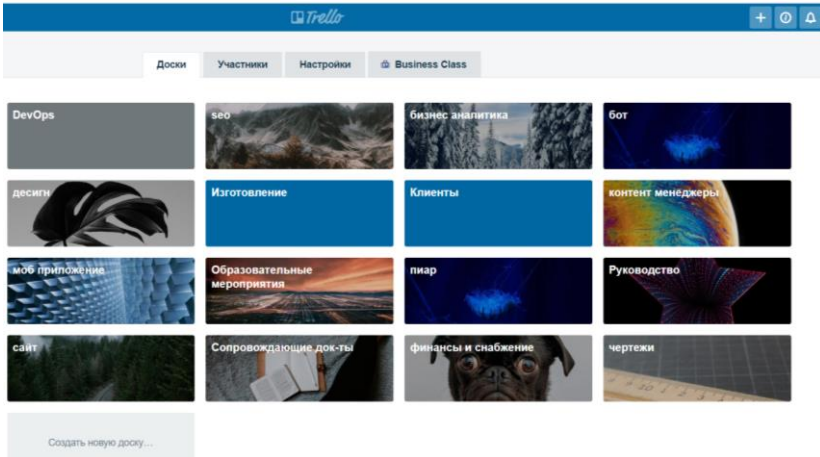 Trello
Доски
Участники
Настройки
Business Class
DevOps
seo
бизнес аналитика
бот
десигн
Изготовление
Клиенты
контент менеджеры
моб приложение
Образовательные
мероприятия
пиар
Руководство
сайт
Сопровождающие док-ты
финансы и снабжение
чертежи
Создать новую доску...